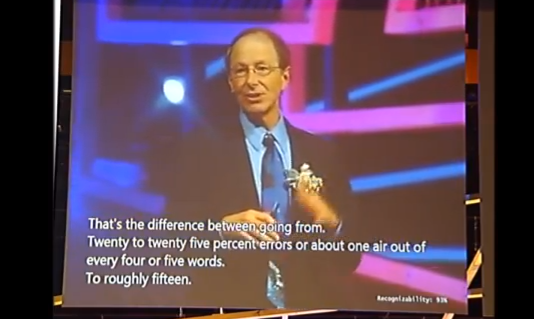 That's the difference between going from.
Twenty to twenty five percent errors or about one air out of
every four or five words.
To roughly fifteen.
Recognizability: 93%